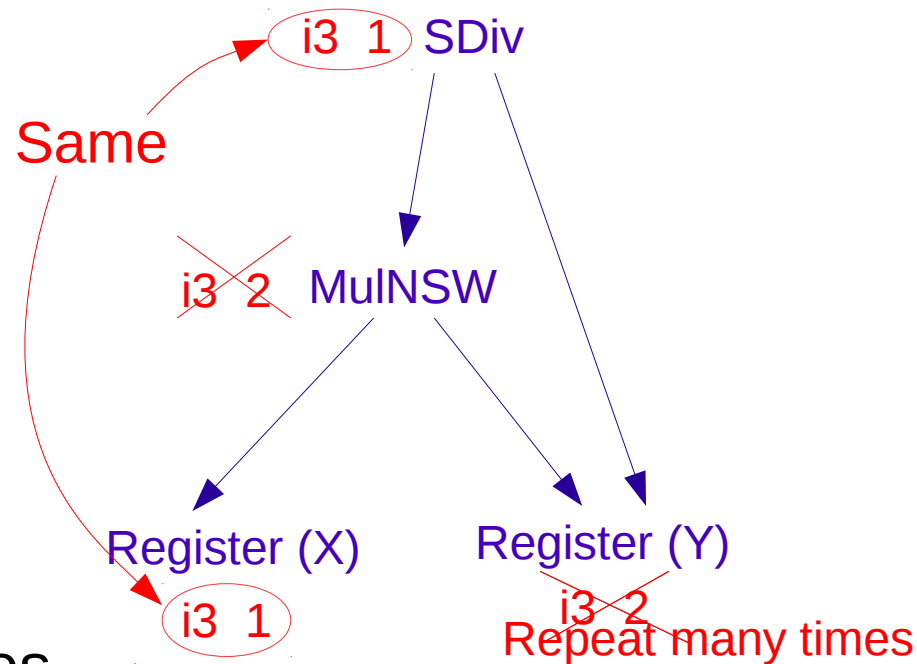 i3 1 SDiv
Same
i3 2 MulNSW
Register (X)
Register (Y)
i3 1
i3 2
Repeat many times